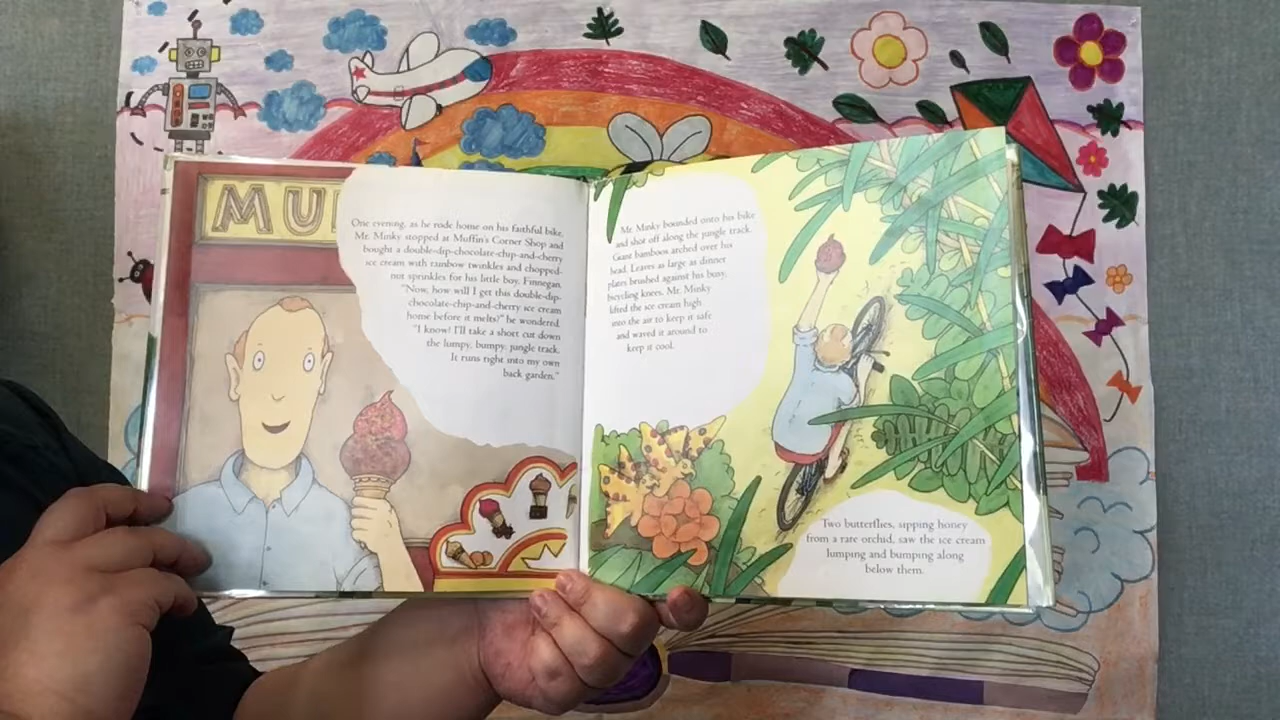 MU
One evening, as he rode home on his faithful bike,
Mr. Minky stopped at Muffin's Corner Shop and
bought a double-dip-chocolate-chip-and-cherry
ice cream with rainbow twinkles and chopped-
nut sprinkles for his little boy, Finnegan.
"Now, how will I get this double-dip-
chocolate-chip-and-cherry ice cream
home before it melts?" he wondered.
"I know! I'll take a short cut down
the lumpy, bumpy, jungle track.
It runs right into my own
back garden."
Mr. Minky bounded onto his bike
and shot off along the jungle track.
Giant bamboos arched over his
head. Leaves as large as dinner
plates brushed against his busy,
bicycling knees. Mr. Minky
lifted the ice cream high
into the air to keep it safe
and waved it around to
keep it cool.
Two butterflies, sipping honey
from a rare orchid, saw the ice cream
lumping and bumping along
below them.